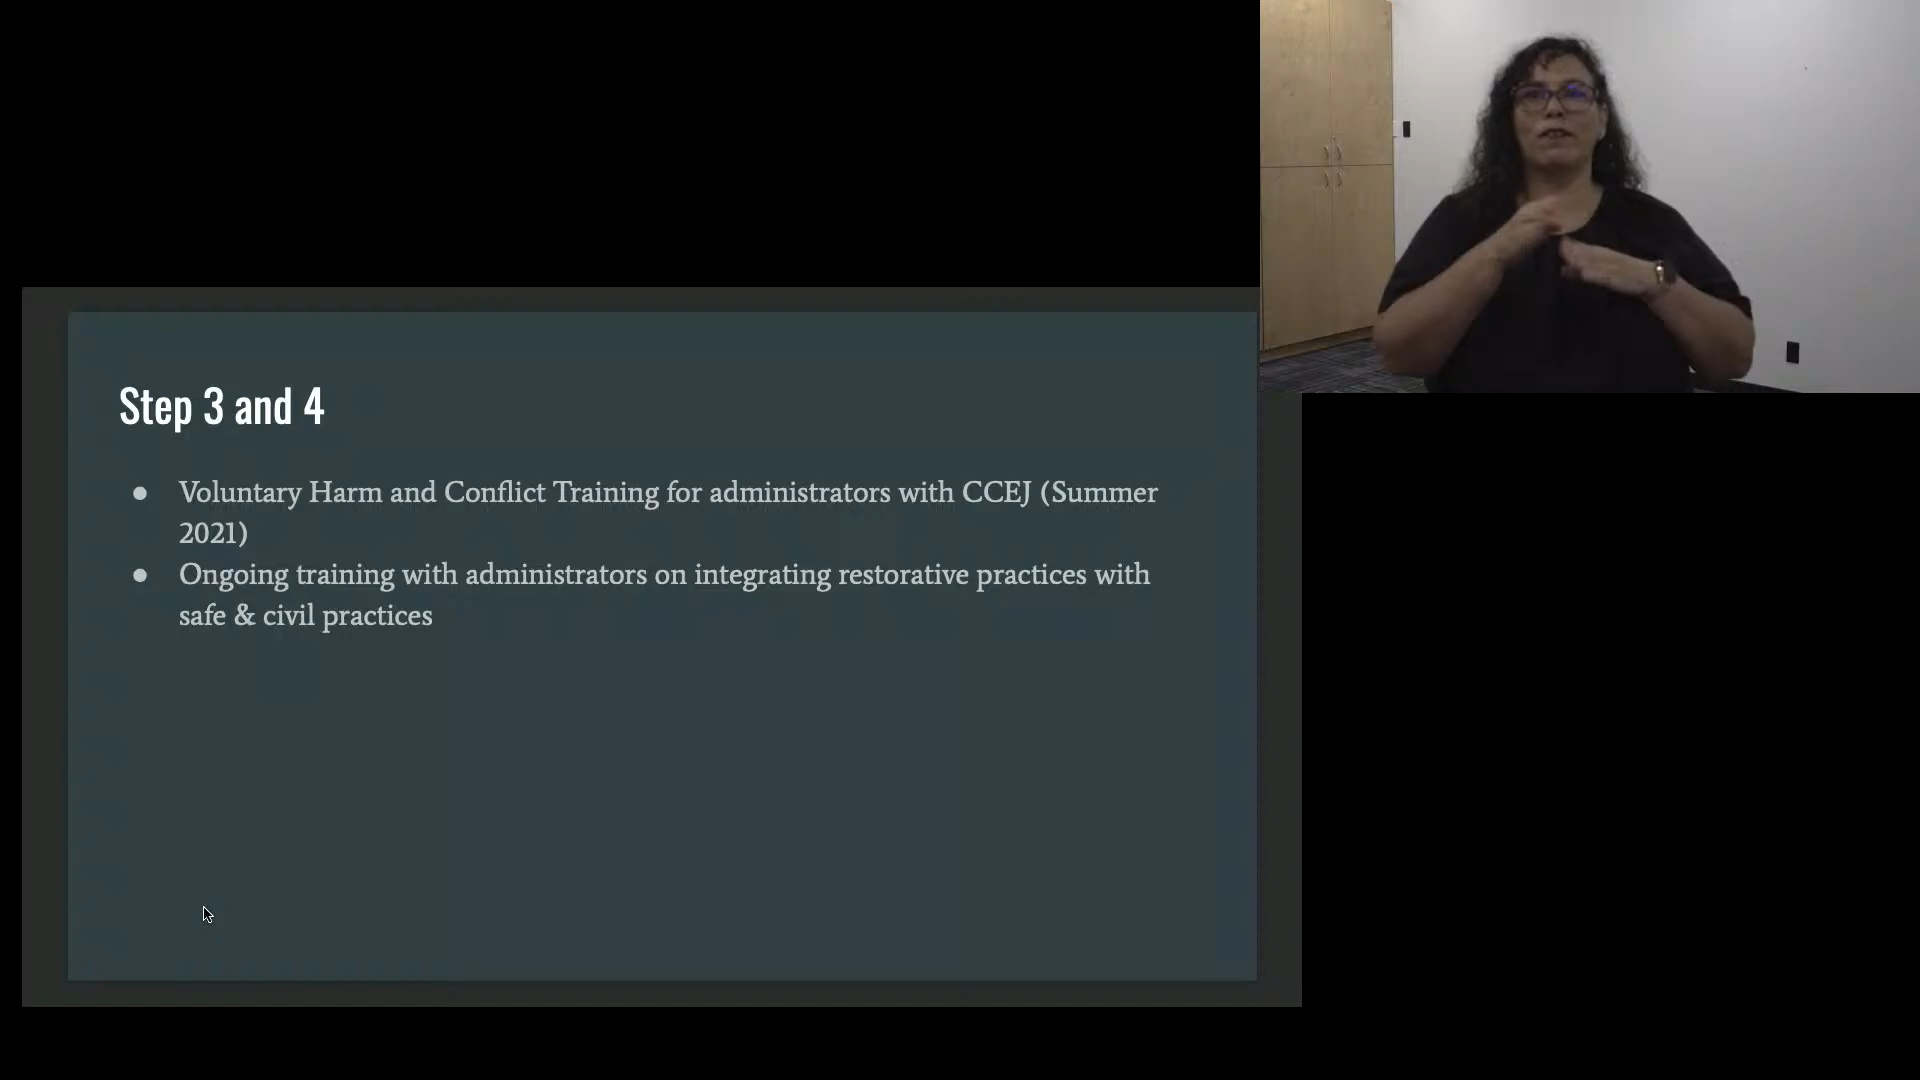 Step 3 and 4
● Voluntary Harm and Conflict Training for administrators with CCEJ (Summer
2021)
● Ongoing training with administrators on integrating restorative practices with
safe & civil practices